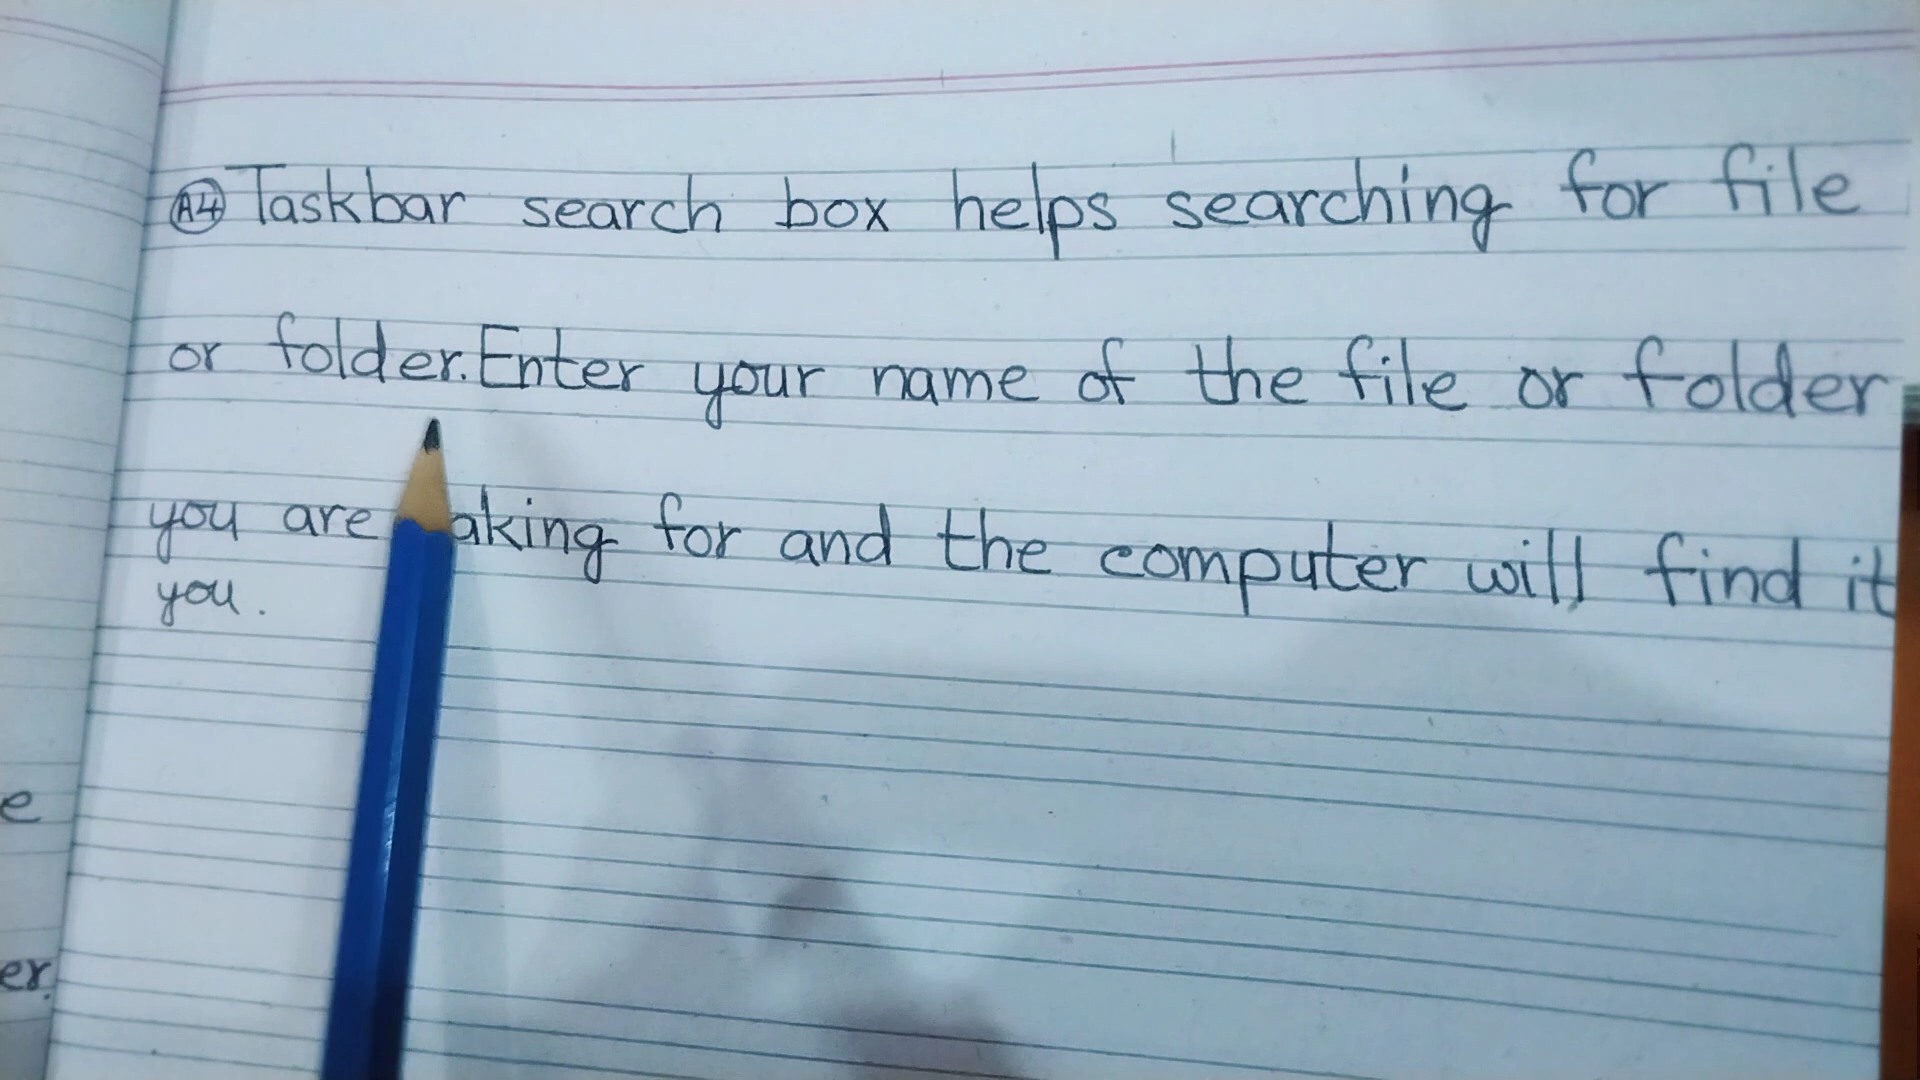 A4 Taskbar search box helps searching for file
or folder. Enter your name of the file or folder
you are for and the computer will find it
you.
e
er.